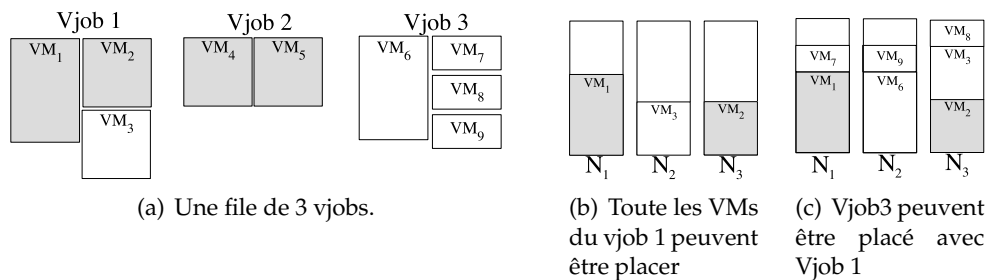 Vjob 1
Vjob 2
Vjob 3
VM1
VM2
VM3
VM4
VM5
VM6
VM7
VM8
VM9
(a) Une file de 3 vjobs.
VM1
VM3
VM2
N1
N2
N3
(b) Toute les VMs
du vjob 1 peuvent
être placer
VM7
VM1
VM9
VM6
VM8
VM3
VM2
N1
N2
N3
(c) Vjob3 peuvent
être placé avec
Vjob 1